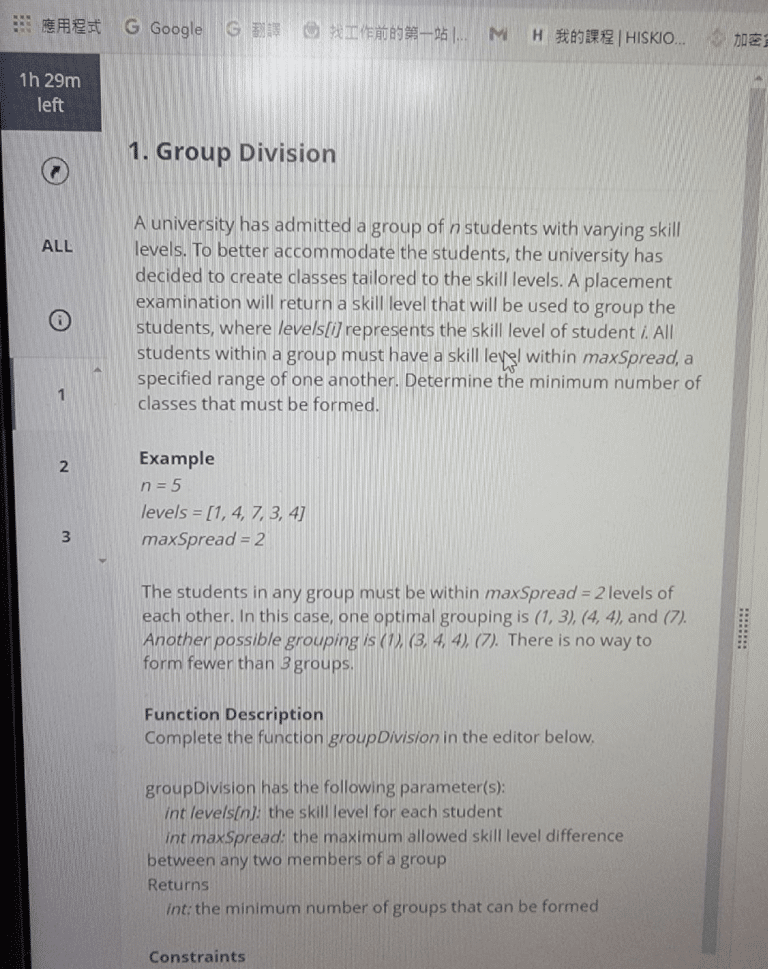 應用程式 Google 翻譯 找工作前的第一站 |... H 我的課程 | HISKIO... 加密
1h 29m
left
1. Group Division
A university has admitted a group of n students with varying skill
levels. To better accommodate the students, the university has
decided to create classes tailored to the skill levels. A placement
examination will return a skill level that will be used to group the
students, where levels[i] represents the skill level of student i. All
students within a group must have a skill level within maxSpread, a
specified range of one another. Determine the minimum number of
classes that must be formed.
ALL
1
2
3
Example
n = 5
levels = [1, 4, 7, 3, 4]
maxSpread = 2
The students in any group must be within maxSpread = 2 levels of
each other. In this case, one optimal grouping is (1, 3), (4, 4), and (7).
Another possible grouping is (1), (3, 4, 4), (7). There is no way to
form fewer than 3 groups.
Function Description
Complete the function groupDivision in the editor below.
groupDivision has the following parameter(s):
int levels[n]: the skill level for each student
int maxSpread: the maximum allowed skill level difference
between any two members of a group
Returns
int: the minimum number of groups that can be formed
Constraints